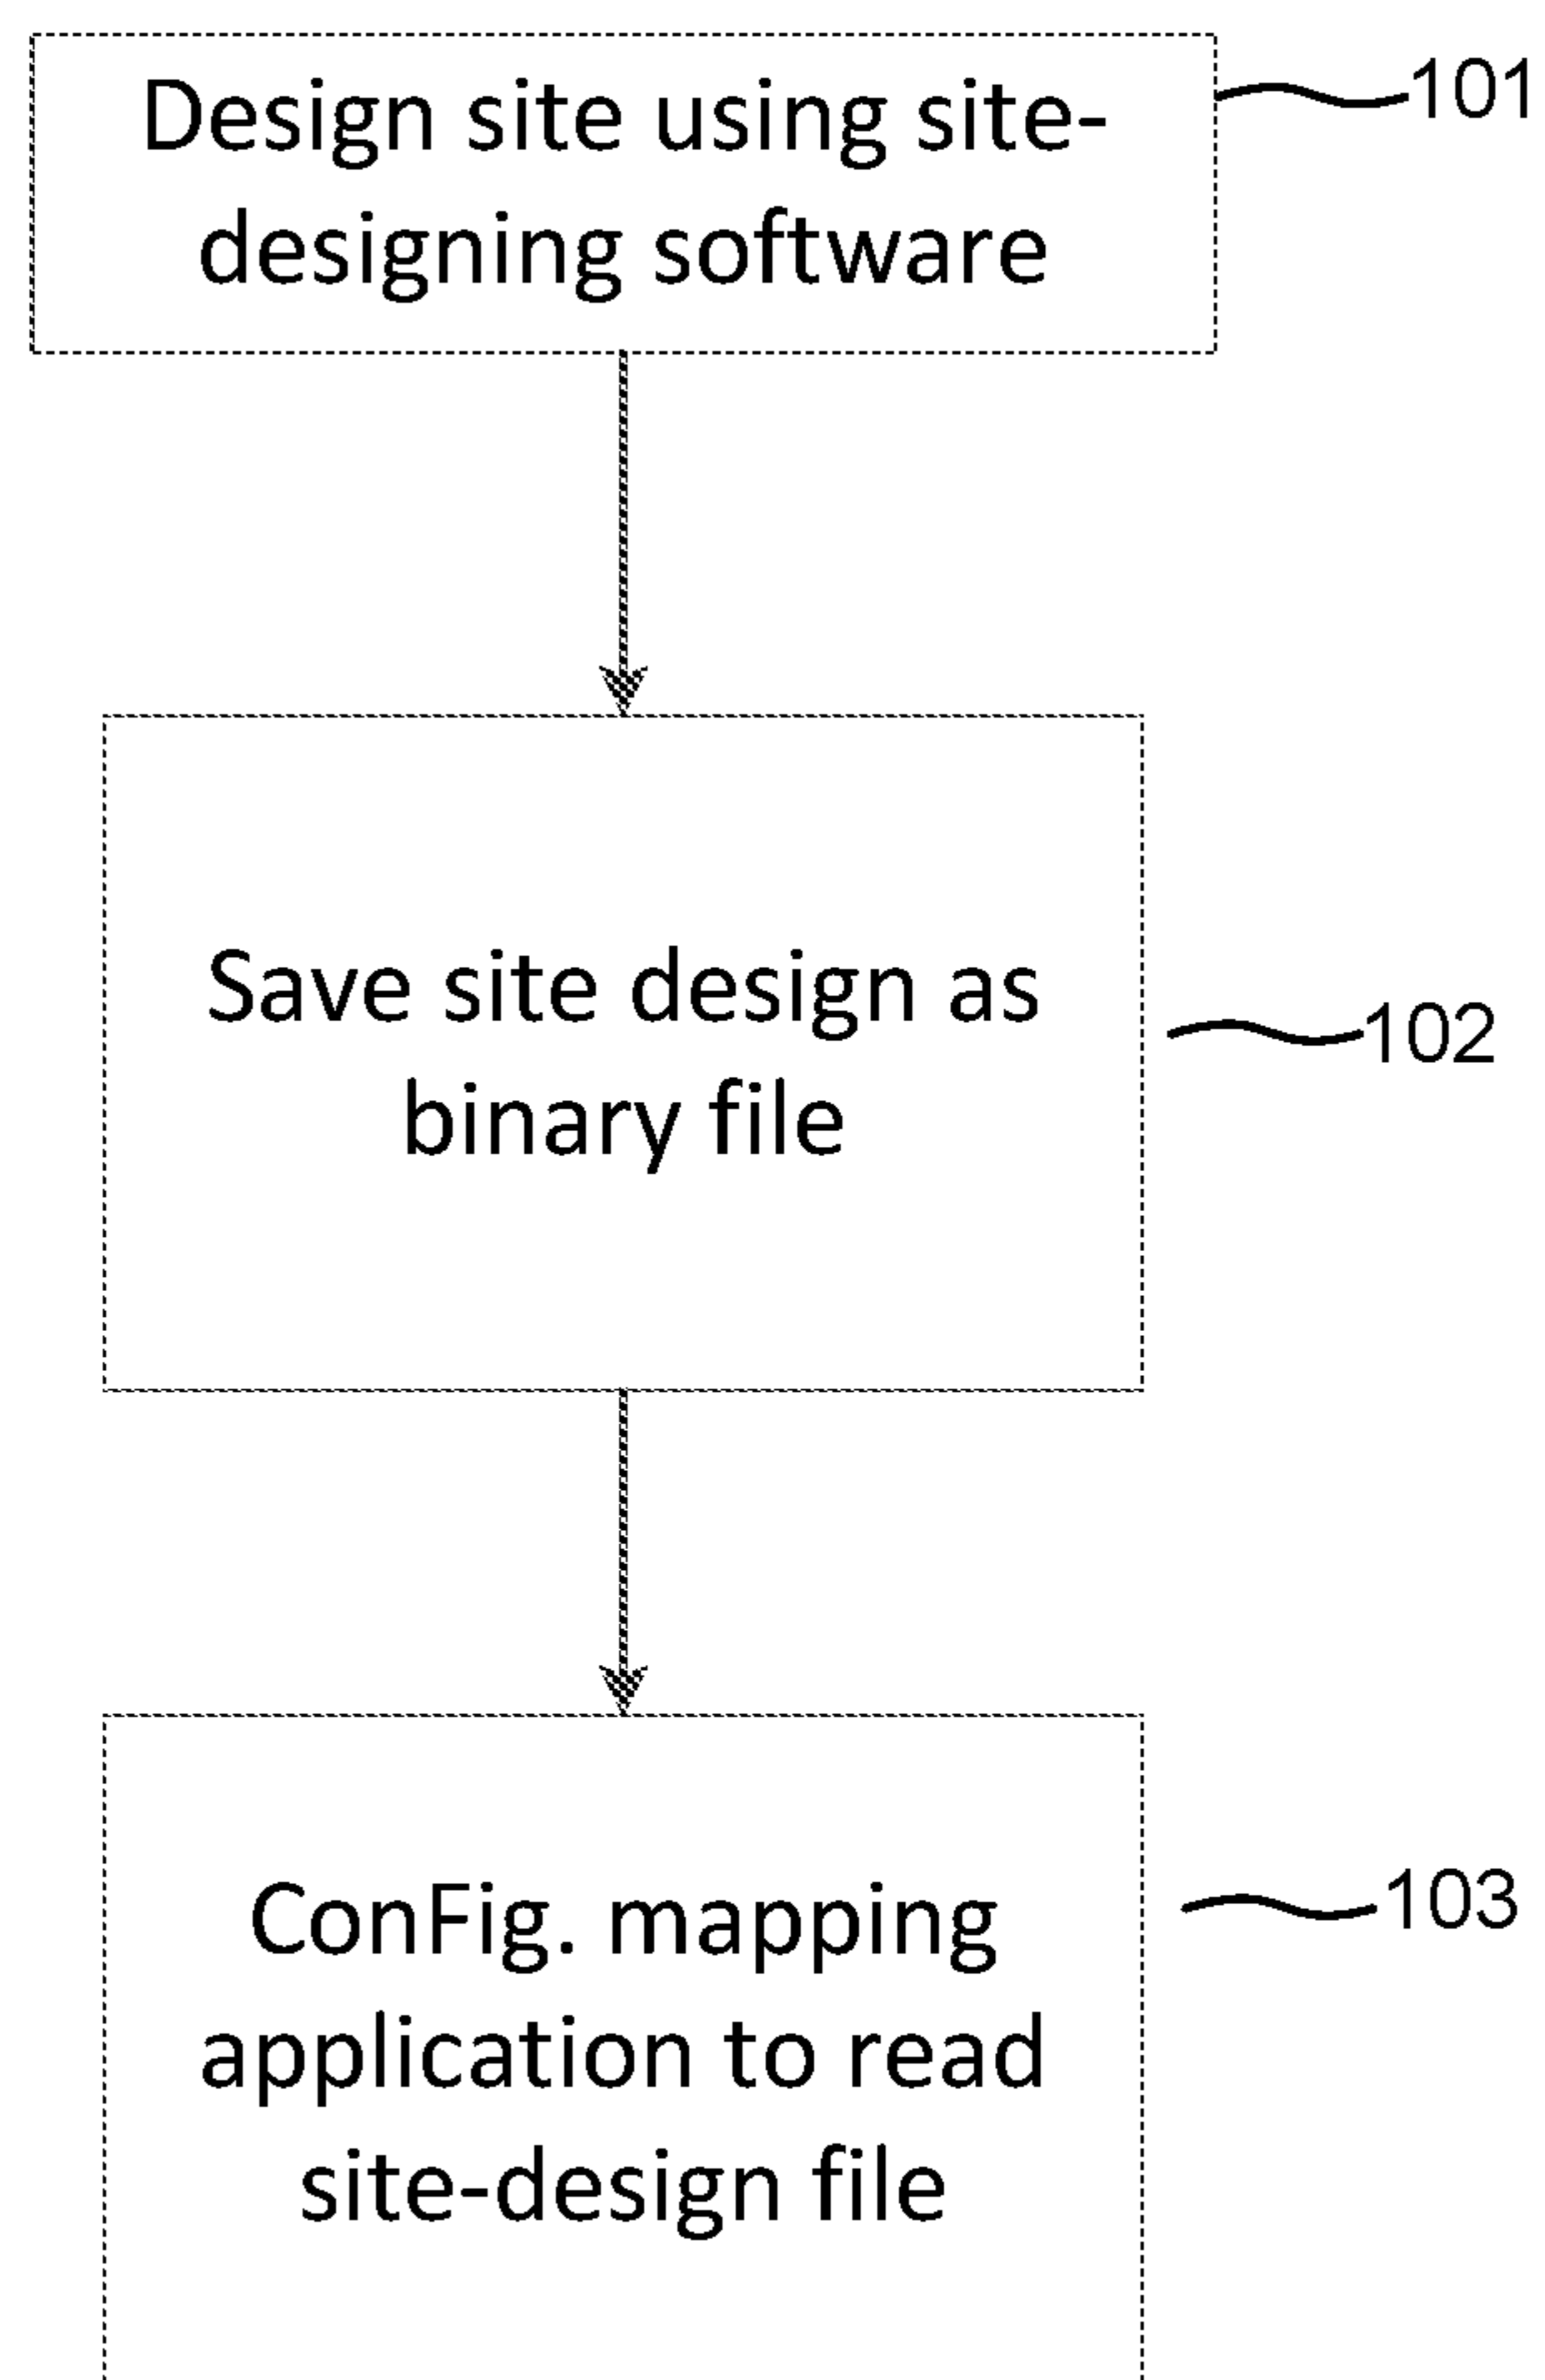 Design site using site-
designing software
101
Save site design as
binary file
102
ConFig. mapping
application to read
site-design file
103